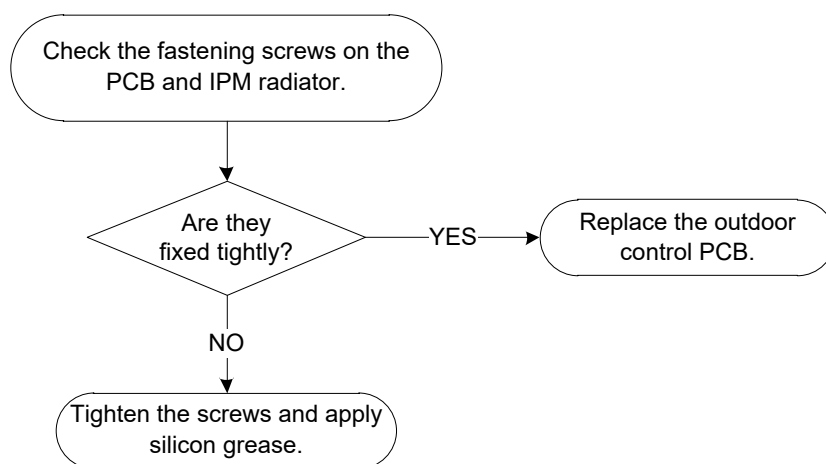 Check the fastening screws on the
PCB and IPM radiator.
Are they
fixed tightly?
YES
Replace the outdoor
control PCB.
NO
Tighten the screws and apply
silicon grease.